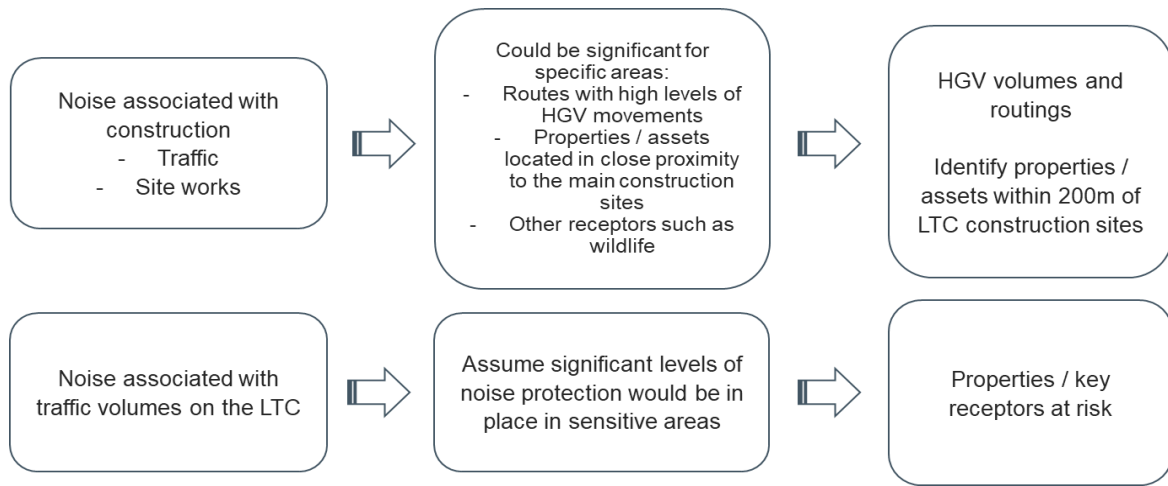 Noise associated with
construction
- Traffic
- Site works
Could be significant for
specific areas:
- Routes with high levels of
HGV movements
- Properties / assets
located in close proximity
to the main construction
sites
- Other receptors such as
wildlife
HGV volumes and
routings
Identify properties /
assets within 200m of
LTC construction sites
Noise associated with
traffic volumes on the LTC
Assume significant levels of
noise protection would be in
place in sensitive areas
Properties / key
receptors at risk